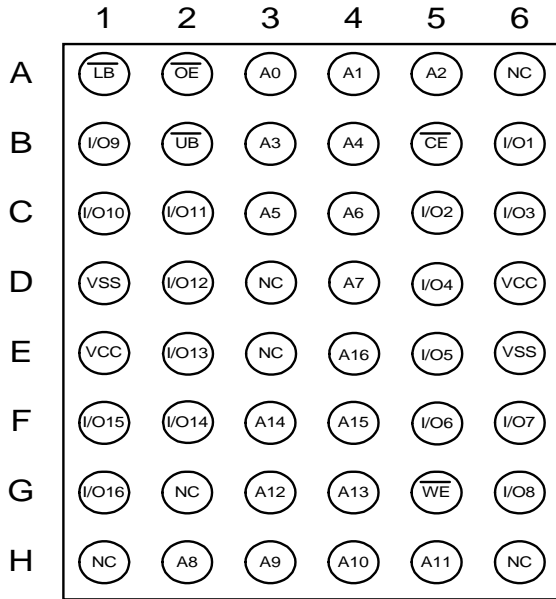 1 2 3 4 5 6
A LB OE A0 A1 A2 NC
B I/O9 UB A3 A4 CE I/O1
C I/O10 I/O11 A5 A6 I/O2 I/O3
D VSS I/O12 NC A7 I/O4 VCC
E VCC I/O13 NC A16 I/O5 VSS
F I/O15 I/O14 A14 A15 I/O6 I/O7
G I/O16 NC A12 A13 WE I/O8
H NC A8 A9 A10 A11 NC